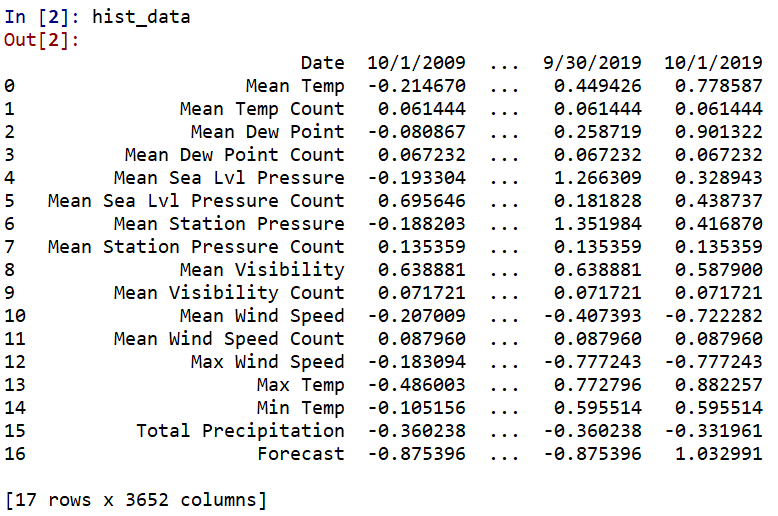 In [2]: hist_data
Out[2]:
Date 10/1/2009 ... 9/30/2019 10/1/2019
0 Mean Temp -0.214670 ... 0.449426 0.778587
1 Mean Temp Count 0.061444 ... 0.061444 0.061444
2 Mean Dew Point -0.080867 ... 0.258719 0.901322
3 Mean Dew Point Count 0.067232 ... 0.067232 0.067232
4 Mean Sea Lvl Pressure -0.193304 ... 1.266309 0.328943
5 Mean Sea Lvl Pressure Count 0.695646 ... 0.181828 0.438737
6 Mean Station Pressure -0.188203 ... 1.351984 0.416870
7 Mean Station Pressure Count 0.135359 ... 0.135359 0.135359
8 Mean Visibility 0.638881 ... 0.638881 0.587900
9 Mean Visibility Count 0.071721 ... 0.071721 0.071721
10 Mean Wind Speed -0.207009 ... -0.407393 -0.722282
11 Mean Wind Speed Count 0.087960 ... 0.087960 0.087960
12 Max Wind Speed -0.183094 ... -0.777243 -0.777243
13 Max Temp -0.486003 ... 0.772796 0.882257
14 Min Temp -0.105156 ... 0.595514 0.595514
15 Total Precipitation -0.360238 ... -0.360238 -0.331961
16 Forecast -0.875396 ... -0.875396 1.032991
[17 rows x 3652 columns]